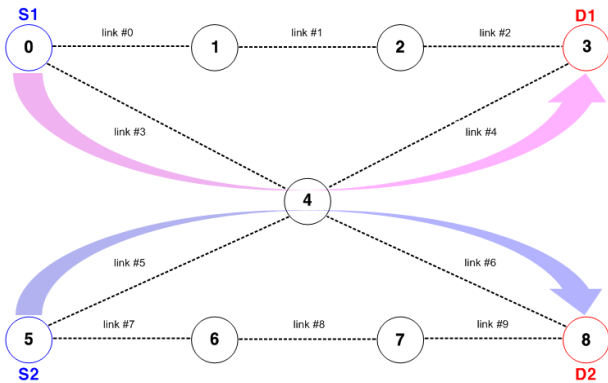 S1 D1
link #0 link #1 link #2
0 1 2 3
link #3 link #4
4
link #5 link #6
link #7 link #8 link #9
5 6 7 8
S2 D2